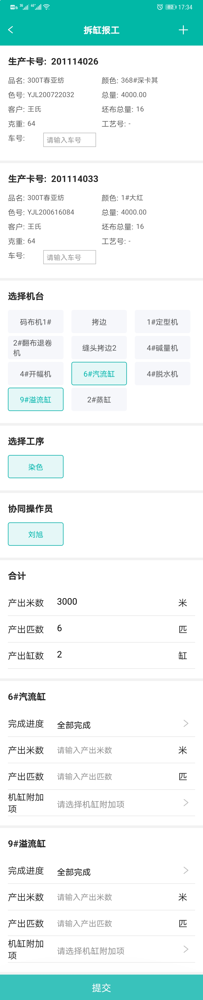 HD 2 3G 4G+ 82 17:34
拆缸报工
生产卡号: 201114026
品名: 300T春亚纺 颜色: 368#深卡其
色号: YJL200722032 总量: 4000.00
客户: 王氏 坯布总量: 16
克重: 64 工艺号: -
车号: 请输入车号
生产卡号: 201114033
品名: 300T春亚纺 颜色: 1#大红
色号: YJL200616084 总量: 4000.00
客户: 王氏 坯布总量: 16
克重: 64 工艺号: -
车号: 请输入车号
选择机台
码布机1# 拷边 1#定型机
2#翻布退卷
机
缝头拷边2 4#碱量机
4#开幅机 6#汽流缸 4#脱水机
9#溢流缸 2#蒸缸
选择工序
染色
协同操作员
刘旭
合计
产出米数 3000 米
产出匹数 6 匹
产出缸数 2 缸
6#汽流缸
完成进度 全部完成
产出米数 请输入产出米数 米
产出匹数 请输入产出匹数 匹
机缸附加
项
请选择机缸附加项
9#溢流缸
完成进度 全部完成
产出米数 请输入产出米数 米
产出匹数 请输入产出匹数 匹
机缸附加
项
请选择机缸附加项
提交